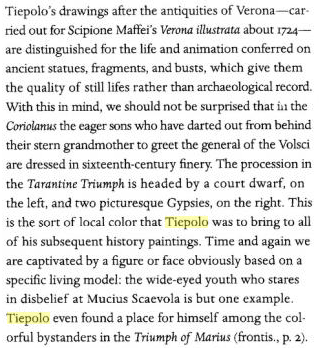 Tiepolo's drawings after the antiquities of Verona—car-
ried out for Scipione Maffei's Verona illustrata about 1724—
are distinguished for the life and animation conferred on
ancient statues, fragments, and busts, which give them
the quality of still lifes rather than archaeological record.
With this in mind, we should not be surprised that in the
Coriolanus the eager sons who have darted out from behind
their stern grandmother to greet the general of the Volsci
are dressed in sixteenth-century finery. The procession in
the Tarantine Triumph is headed by a court dwarf, on
the left, and two picturesque Gypsies, on the right. This
is the sort of local color that Tiepolo was to bring to all
of his subsequent history paintings. Time and again we
are captivated by a figure or face obviously based on a
specific living model: the wide-eyed youth who stares
in disbelief at Mucius Scaevola is but one example.
Tiepolo even found a place for himself among the col-
orful bystanders in the Triumph of Marius (frontis., p. 2).